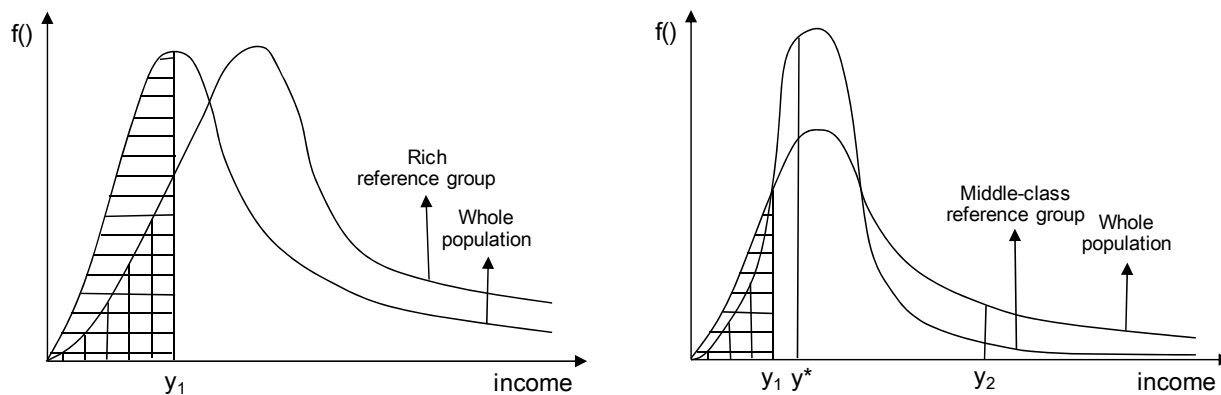 f()
Rich
reference group
Whole
population
y₁
income
f()
Middle-class
reference group
Whole
population
y₁ y* y₂
income